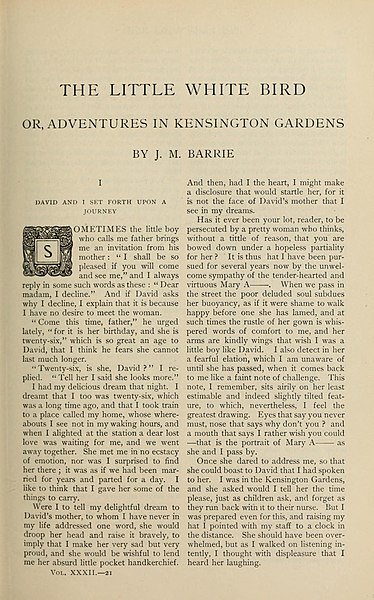 THE LITTLE WHITE BIRD
OR, ADVENTURES IN KENSINGTON GARDENS
BY J. M. BARRIE
I
DAVID AND I SET FORTH UPON A
JOURNEY
SOMETIMES the little boy
who calls me father brings
me an invitation from his
mother: "I shall be so
pleased if you will come
and see me," and I always
reply in some such words as these: "Dear
madam, I decline." And if David asks
why I decline, I explain that it is because
I have no desire to meet the woman.
"Come this time, father," he urged
lately, "for it is her birthday, and she is
twenty-six," which is so great an age to
David, that I think he fears she cannot
last much longer.
"Twenty-six, is she, David?" I re-
plied. "Tell her I said she looks more."
I had my delicious dream that night. I
dreamt that I too was twenty-six, which
was a long time ago, and that I took train
to a place called my home, whose where-
abouts I see not in my waking hours, and
when I alighted at the station a dear lost
love was waiting for me, and we went
away together. She met me in no ecstacy
of emotion, nor was I surprised to find
her there; it was as if we had been mar-
ried for years and parted for a day. I
like to think that I gave her some of the
things to carry.
Were I to tell my delightful dream to
David's mother, to whom I have never in
my life addressed one word, she would
droop her head and raise it bravely, to
imply that I make her very sad but very
proud, and she would be wishful to lend
me her absurd little pocket handkerchief.
VOL. XXXII.—21
And then, had I the heart, I might make
a disclosure that would startle her, for it
is not the face of David's mother that I
see in my dreams.
Has it ever been your lot, reader, to be
persecuted by a pretty woman who thinks,
without a tittle of reason, that you are
bowed down under a hopeless partiality
for her? It is thus that I have been pur-
sued for several years now by the unwel-
come sympathy of the tender-hearted and
virtuous Mary A——. When we pass in
the street the poor deluded soul subdues
her buoyancy, as if it were shame to walk
happy before one she has lamed, and at
such times the rustle of her gown is whis-
pered words of comfort to me, and her
arms are kindly wings that wish I was a
little boy like David. I also detect in her
a fearful elation, which I am unaware of
until she has passed, when it comes back
to me like a faint note of challenge. This
note, I remember, sits airly on her least
estimable and indeed slightly tilted feat-
ure, to which, nevertheless, I feel the
greatest drawing. Eyes that say you never
must, nose that says why don't you? and
a mouth that says I rather wish you could
—that is the portrait of Mary A—— as
she and I pass by.
Once she dared to address me, so that
she could boast to David that I had spoken
to her. I was in the Kensington Gardens,
and she asked would I tell her the time
please, just as children ask, and forget as
they run back with it to their nurse. But I
was prepared even for this, and raising my
hat I pointed with my staff to a clock in
the distance. She should have been over-
whelmed, but as I walked on listening in-
tently, I thought with displeasure that I
heard her laughing.